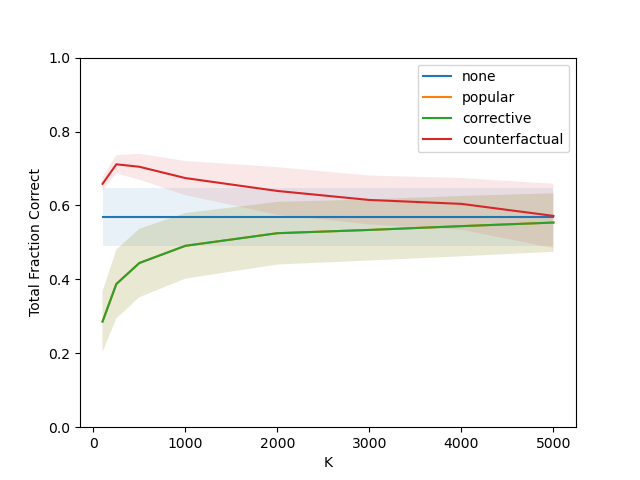 none
popular
corrective
counterfactual
Total Fraction Correct
1.0
0.8
0.6
0.4
0.2
0.0
0 1000 2000 3000 4000 5000
K